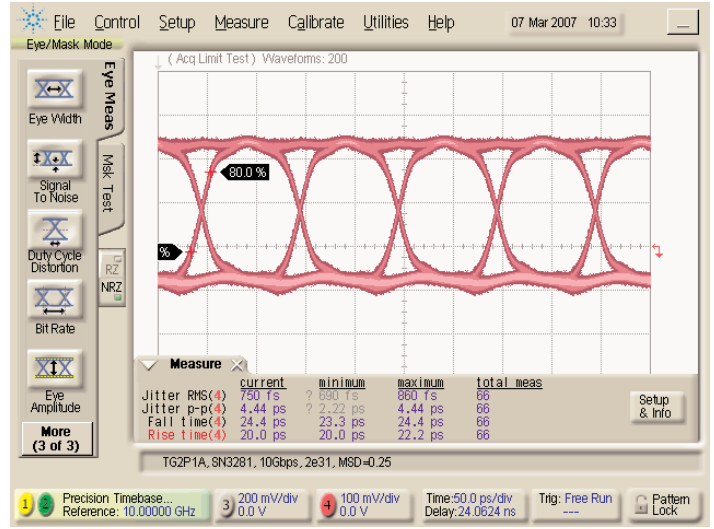 File Control Setup Measure Calibrate Utilities Help 07 Mar 2007 10:33
Eye/Mask Mode
( Acq Limit Test ) Waveforms: 200
Eye Meas
Msk Test
Eye Width
Signal
To Noise
Duty Cycle
Distortion
RZ
NRZ
Bit Rate
Eye
Amplitude
More
(3 of 3)
80.0 %
%
Measure
current minimum maximum total meas
Jitter RMS(4) 750 fs ? 690 fs 860 fs 66
Jitter p-p(4) 4.44 ps ? 2.22 ps 4.44 ps 66
Fall time(4) 24.4 ps 23.3 ps 24.4 ps 66
Rise time(4) 20.0 ps 20.0 ps 22.2 ps 66
Setup
& Info
TG2P1A, SN3281, 10Gbps, 2e31, MSD=0.25
1 2 Precision Timebase...
Reference: 10.00000 GHz
3 200 mV/div
0.0 V
4 100 mV/div
0.0 V
Time:50.0 ps/div
Delay:24.0624 ns
Trig: Free Run
---
Pattern
Lock